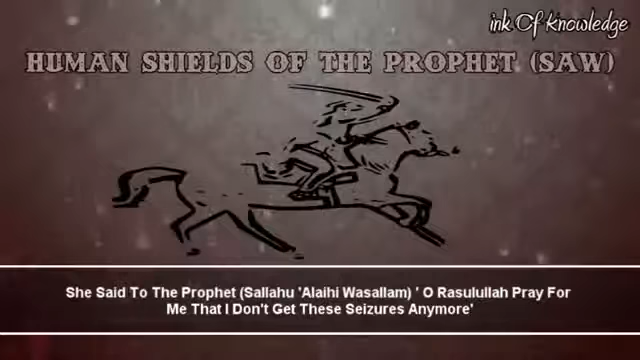 ink Of Knowledge
HUMAN SHIELDS OF THE PROPHET (SAW)
She Said To The Prophet (Sallahu 'Alaihi Wasallam) ' O Rasulullah Pray For
Me That I Don't Get These Seizures Anymore'